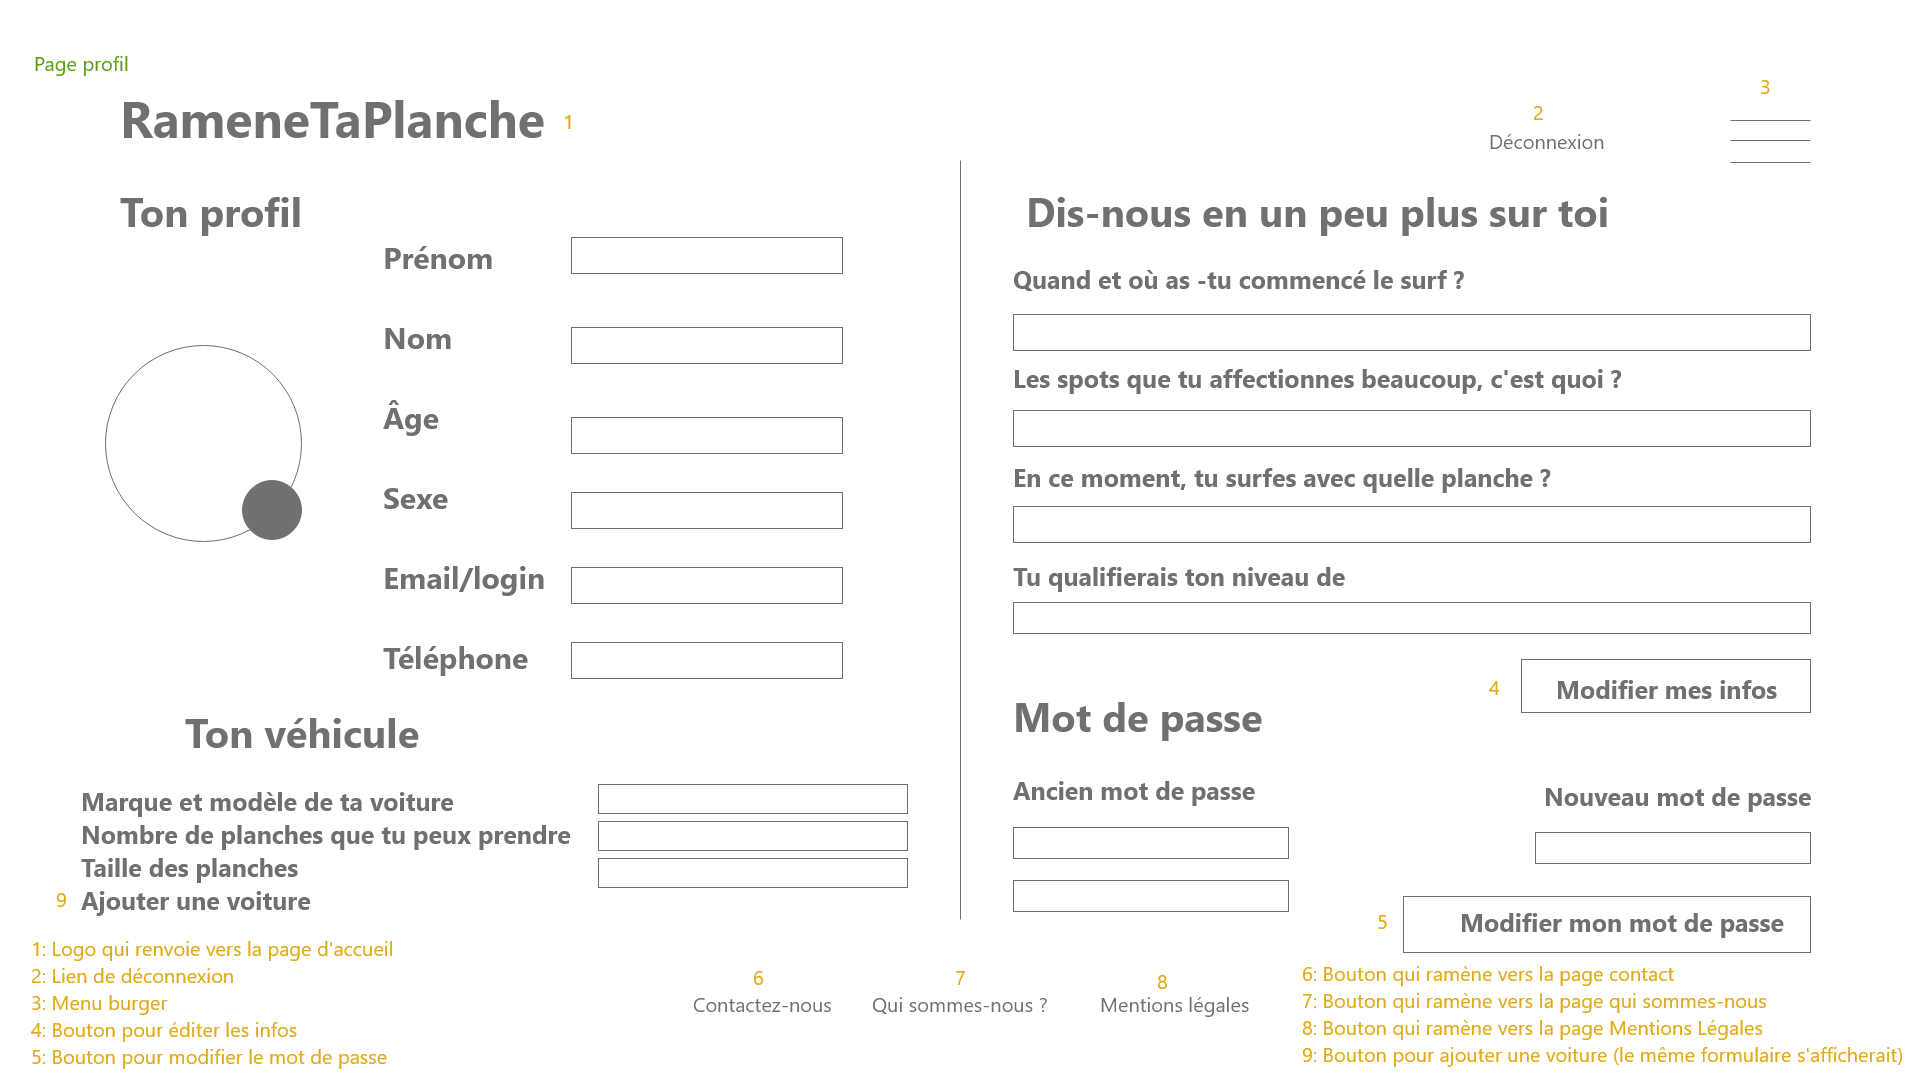 Page profil
RameneTaPlanche 1
2
Déconnexion
3
Ton profil
Prénom
Nom
Âge
Sexe
Email/login
Téléphone
Ton véhicule
Marque et modèle de ta voiture
Nombre de planches que tu peux prendre
Taille des planches
9 Ajouter une voiture
Dis-nous en un peu plus sur toi
Quand et où as -tu commencé le surf ?
Les spots que tu affectionnes beaucoup, c'est quoi ?
En ce moment, tu surfes avec quelle planche ?
Tu qualifierais ton niveau de
4 Modifier mes infos
Mot de passe
Ancien mot de passe
Nouveau mot de passe
5 Modifier mon mot de passe
1: Logo qui renvoie vers la page d'accueil
2: Lien de déconnexion
3: Menu burger
4: Bouton pour éditer les infos
5: Bouton pour modifier le mot de passe
6
Contactez-nous
7
Qui sommes-nous ?
8
Mentions légales
6: Bouton qui ramène vers la page contact
7: Bouton qui ramène vers la page qui sommes-nous
8: Bouton qui ramène vers la page Mentions Légales
9: Bouton pour ajouter une voiture (le même formulaire s'afficherait)